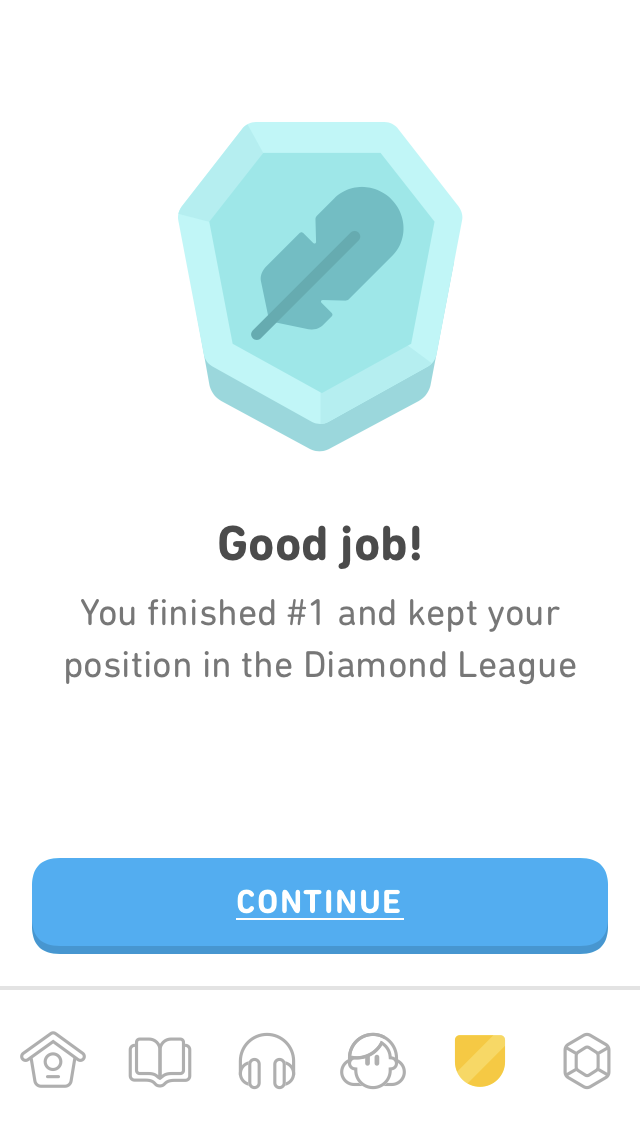 Good job!
You finished #1 and kept your
position in the Diamond League
CONTINUE